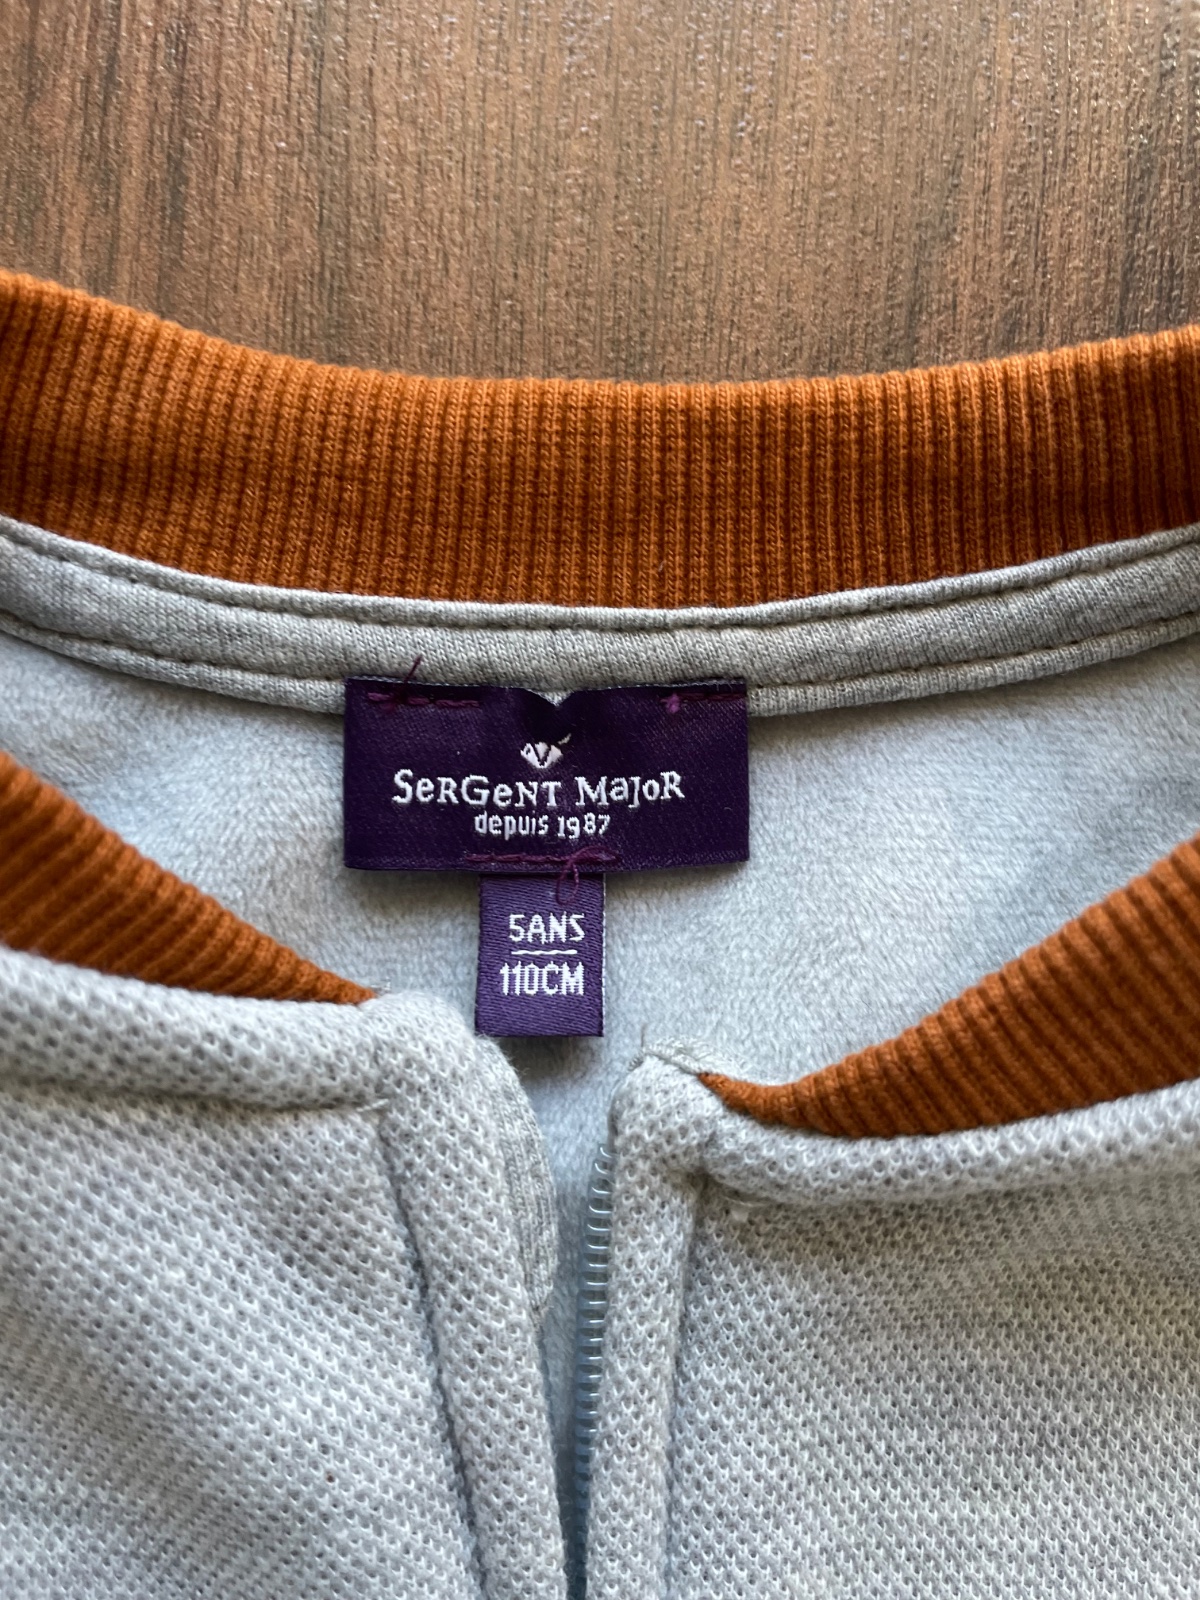 SeRGeNT MaJoR
depuis 1987
5ANS
110CM